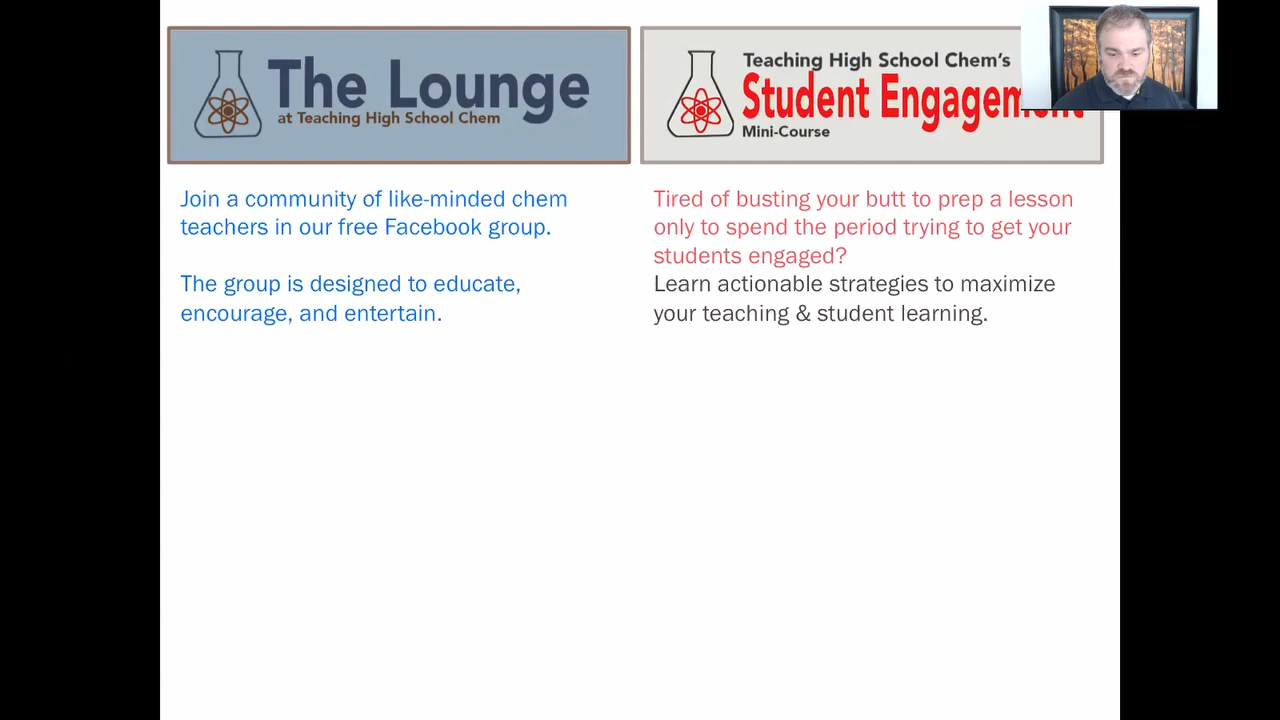 The Lounge
at Teaching High School Chem
Teaching High School Chem's
Student Engagement
Mini-Course
Join a community of like-minded chem
teachers in our free Facebook group.
The group is designed to educate,
encourage, and entertain.
Tired of busting your butt to prep a lesson
only to spend the period trying to get your
students engaged?
Learn actionable strategies to maximize
your teaching & student learning.